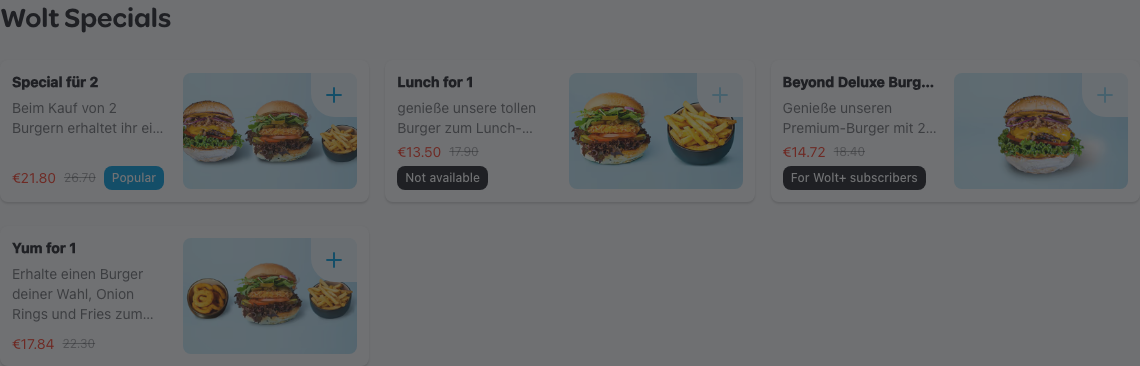 Wolt Specials
Special für 2
Beim Kauf von 2
Burgern erhaltet ihr ei...
€21.80 26.70 Popular
Lunch for 1
genieße unsere tollen
Burger zum Lunch-...
€13.50 17.90
Not available
Beyond Deluxe Burg...
Genieße unseren
Premium-Burger mit 2...
€14.72 18.40
For Wolt+ subscribers
Yum for 1
Erhalte einen Burger
deiner Wahl, Onion
Rings und Fries zum...
€17.84 22.30